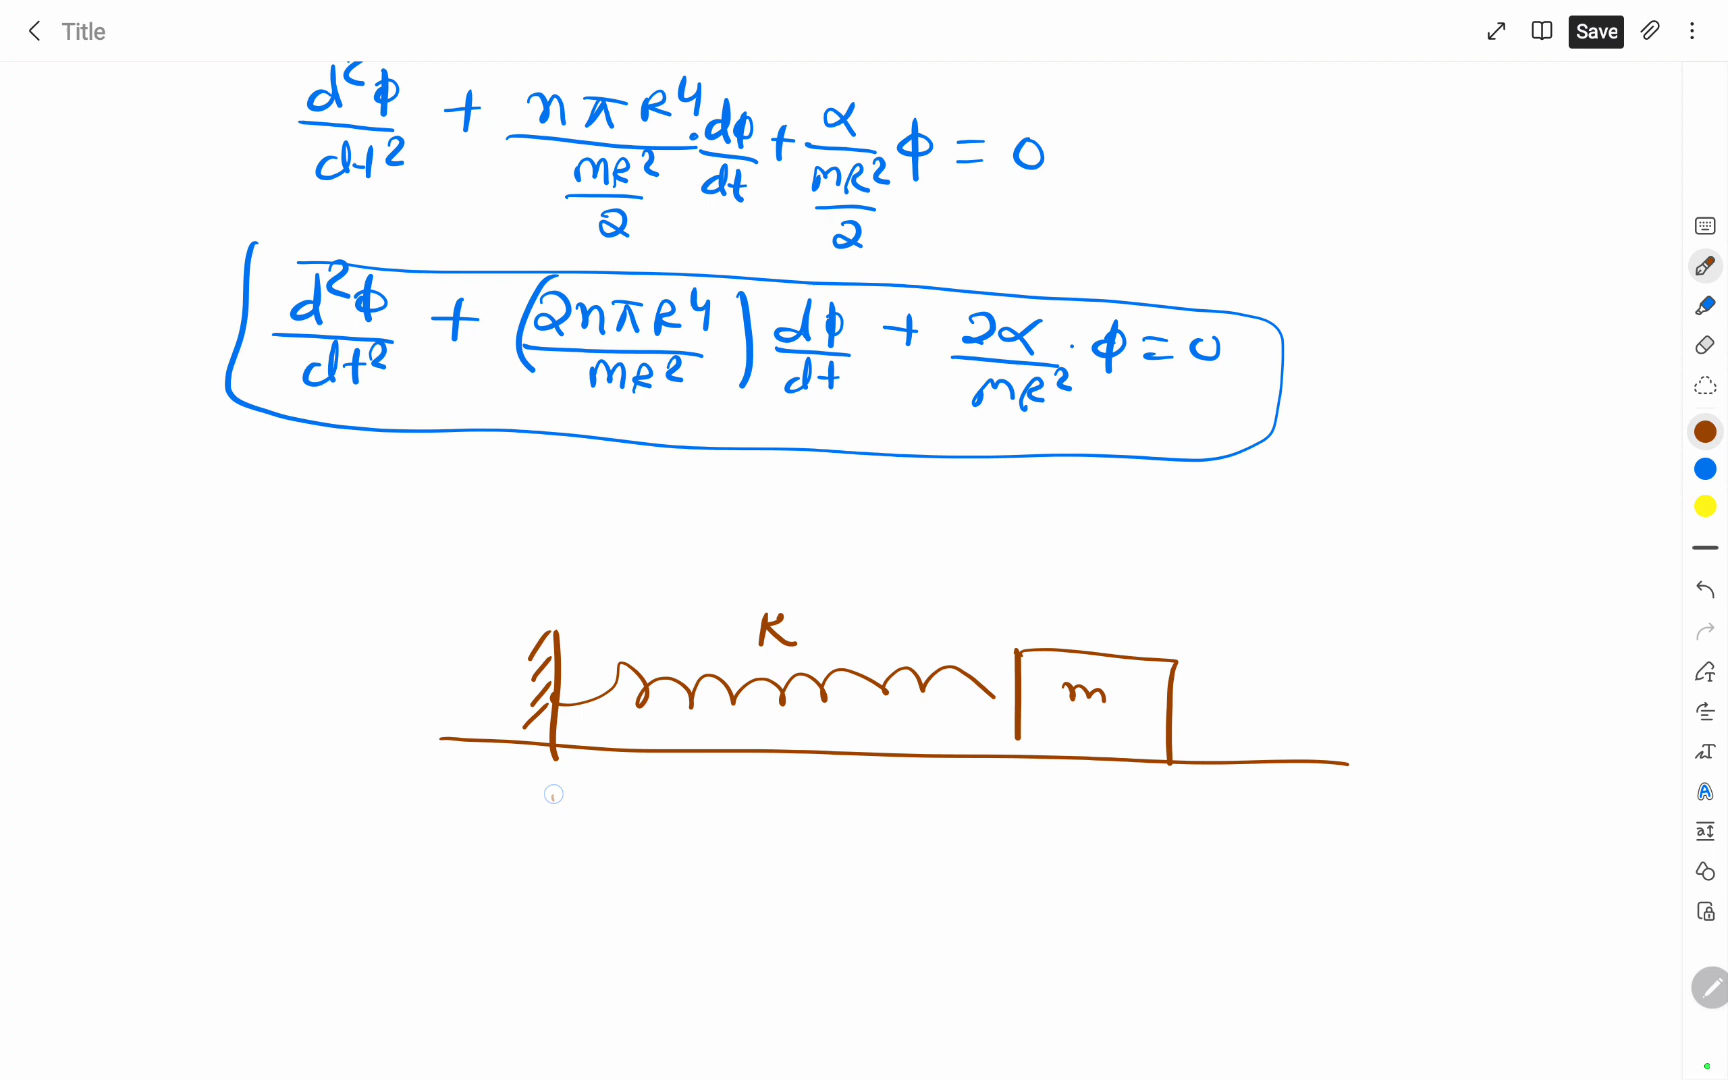 Title
Save
d²ϕ/dt² + nπR⁴/(mR²/2) · dϕ/dt + α/(mR²/2) ϕ = 0
d²ϕ/dt² + (2nπR⁴/mR²) dϕ/dt + 2α/mR² · ϕ = 0
K
m